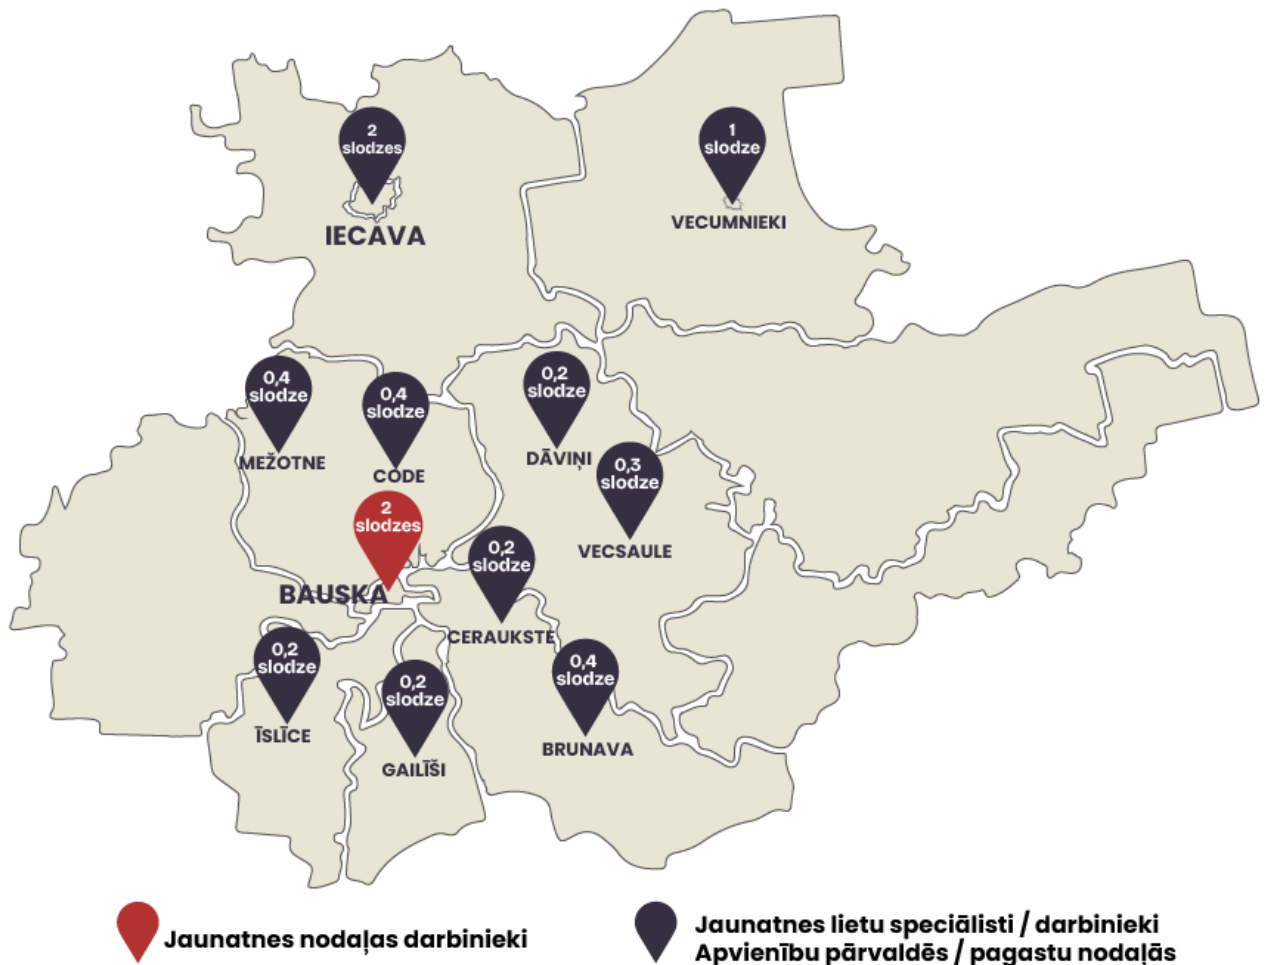 2
slodzes
IECAVA
1
slodze
VECUMNIEKI
0,4
slodze
MEŽOTNE
0,4
slodze
CODE
0,2
slodze
DĀVIŅI
0,3
slodze
VECSAULE
2
slodzes
BAUSKA
0,2
slodze
CERAUKSTE
0,2
slodze
ĪSLĪCE
0,2
slodze
GAILĪŠI
0,4
slodze
BRUNAVA
Jaunatnes nodaļas darbinieki
Jaunatnes lietu speciālisti / darbinieki
Apvienību pārvaldēs / pagastu nodaļās